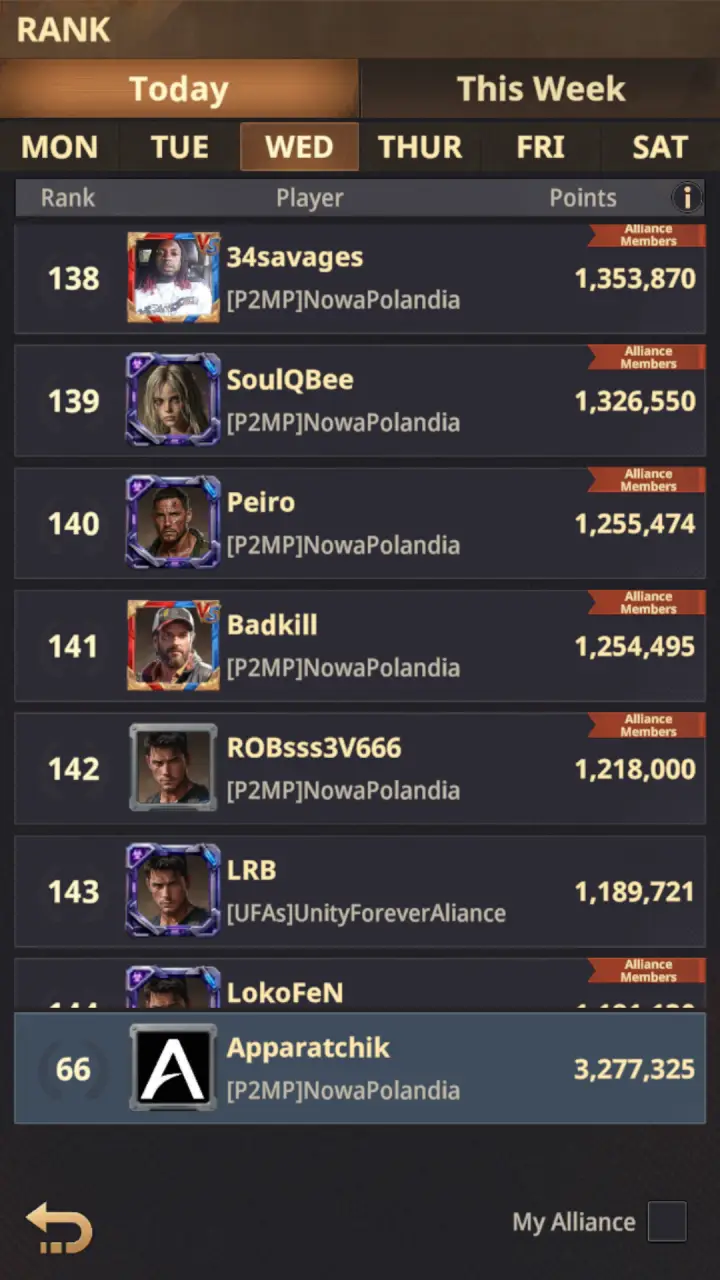 RANK
Today
This Week
MON TUE WED THUR FRI SAT
Rank Player Points i
Alliance Members
138 34savages 1,353,870
[P2MP]NowaPolandia
Alliance Members
139 SoulQBee 1,326,550
[P2MP]NowaPolandia
Alliance Members
140 Peiro 1,255,474
[P2MP]NowaPolandia
Alliance Members
141 Badkill 1,254,495
[P2MP]NowaPolandia
Alliance Members
142 ROBsss3V666 1,218,000
[P2MP]NowaPolandia
143 LRB 1,189,721
[UFAs]UnityForeverAliance
Alliance Members
LokoFeN
66 Apparatchik 3,277,325
[P2MP]NowaPolandia
My Alliance